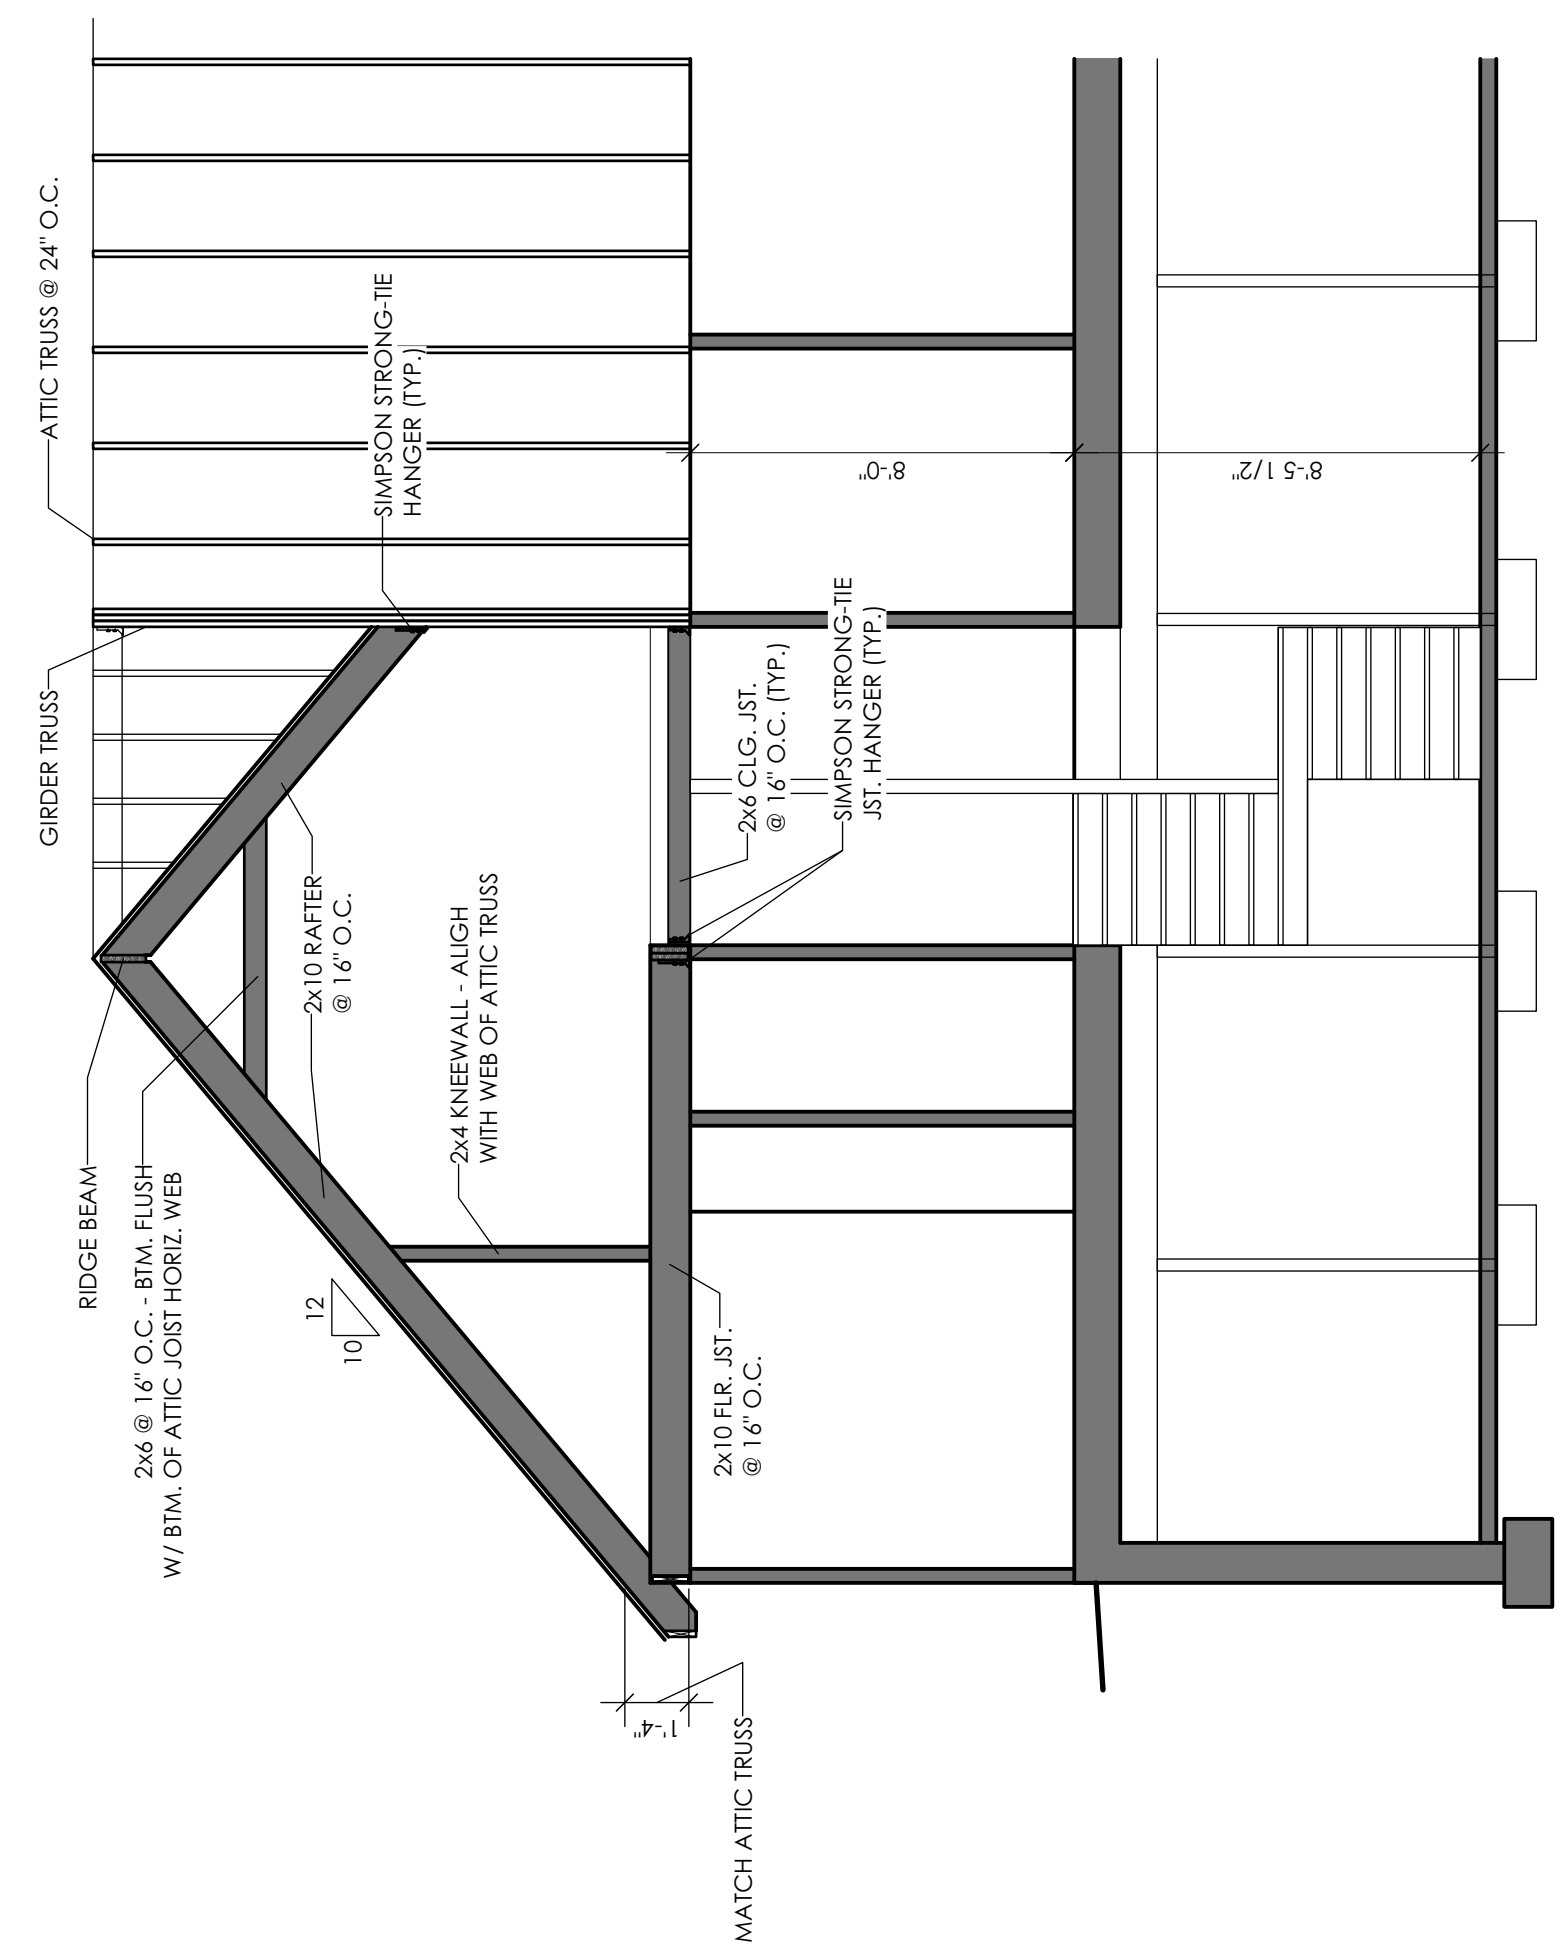 ATTIC TRUSS @ 24" O.C.
GIRDER TRUSS
RIDGE BEAM
2x6 @ 16" O.C. - BTM. FLUSH
W/ BTM. OF ATTIC JOIST HORIZ. WEB
SIMPSON STRONG-TIE
HANGER (TYP.)
2x10 RAFTER
@ 16" O.C.
12
10
2x4 KNEEWALL - ALIGH
WITH WEB OF ATTIC TRUSS
2x6 CLG. JST.
@ 16" O.C. (TYP.)
SIMPSON STRONG-TIE
JST. HANGER (TYP.)
2x10 FLR. JST.
@ 16" O.C.
1'-4"
MATCH ATTIC TRUSS
8'-0"
8'-5 1/2"